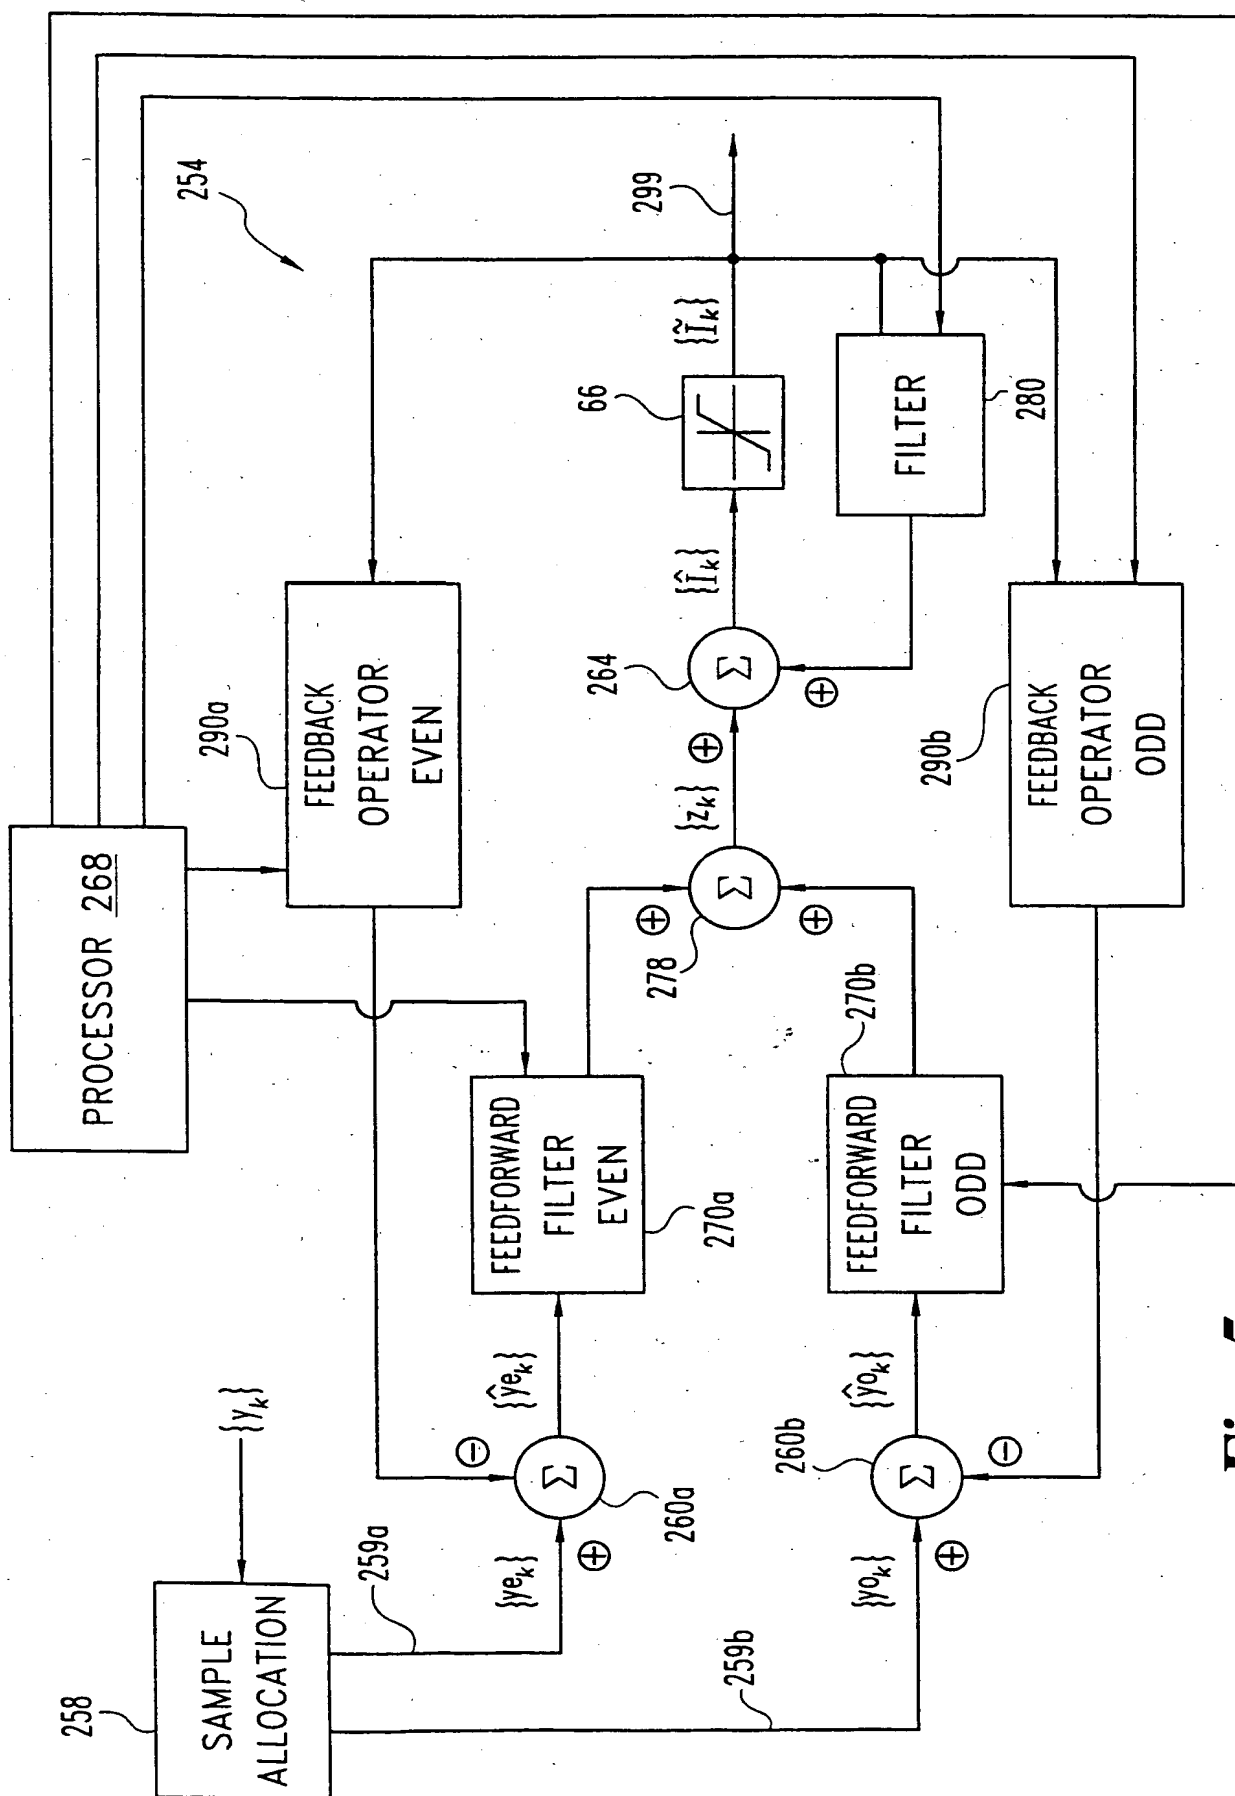 PROCESSOR 268
254
290a
FEEDBACK
OPERATOR
EVEN
299
{Ĩk}
66
{Îk}
264
Σ
⊕
⊕
FILTER
280
{zk}
Σ
278
⊕
⊕
290b
FEEDBACK
OPERATOR
ODD
FEEDFORWARD
FILTER
EVEN
270a
270b
FEEDFORWARD
FILTER
ODD
{ŷek}
{ŷok}
{yk}
⊖
Σ
260a
⊕
{yek}
260b
Σ
⊖
⊕
{yok}
259a
259b
258
SAMPLE
ALLOCATION